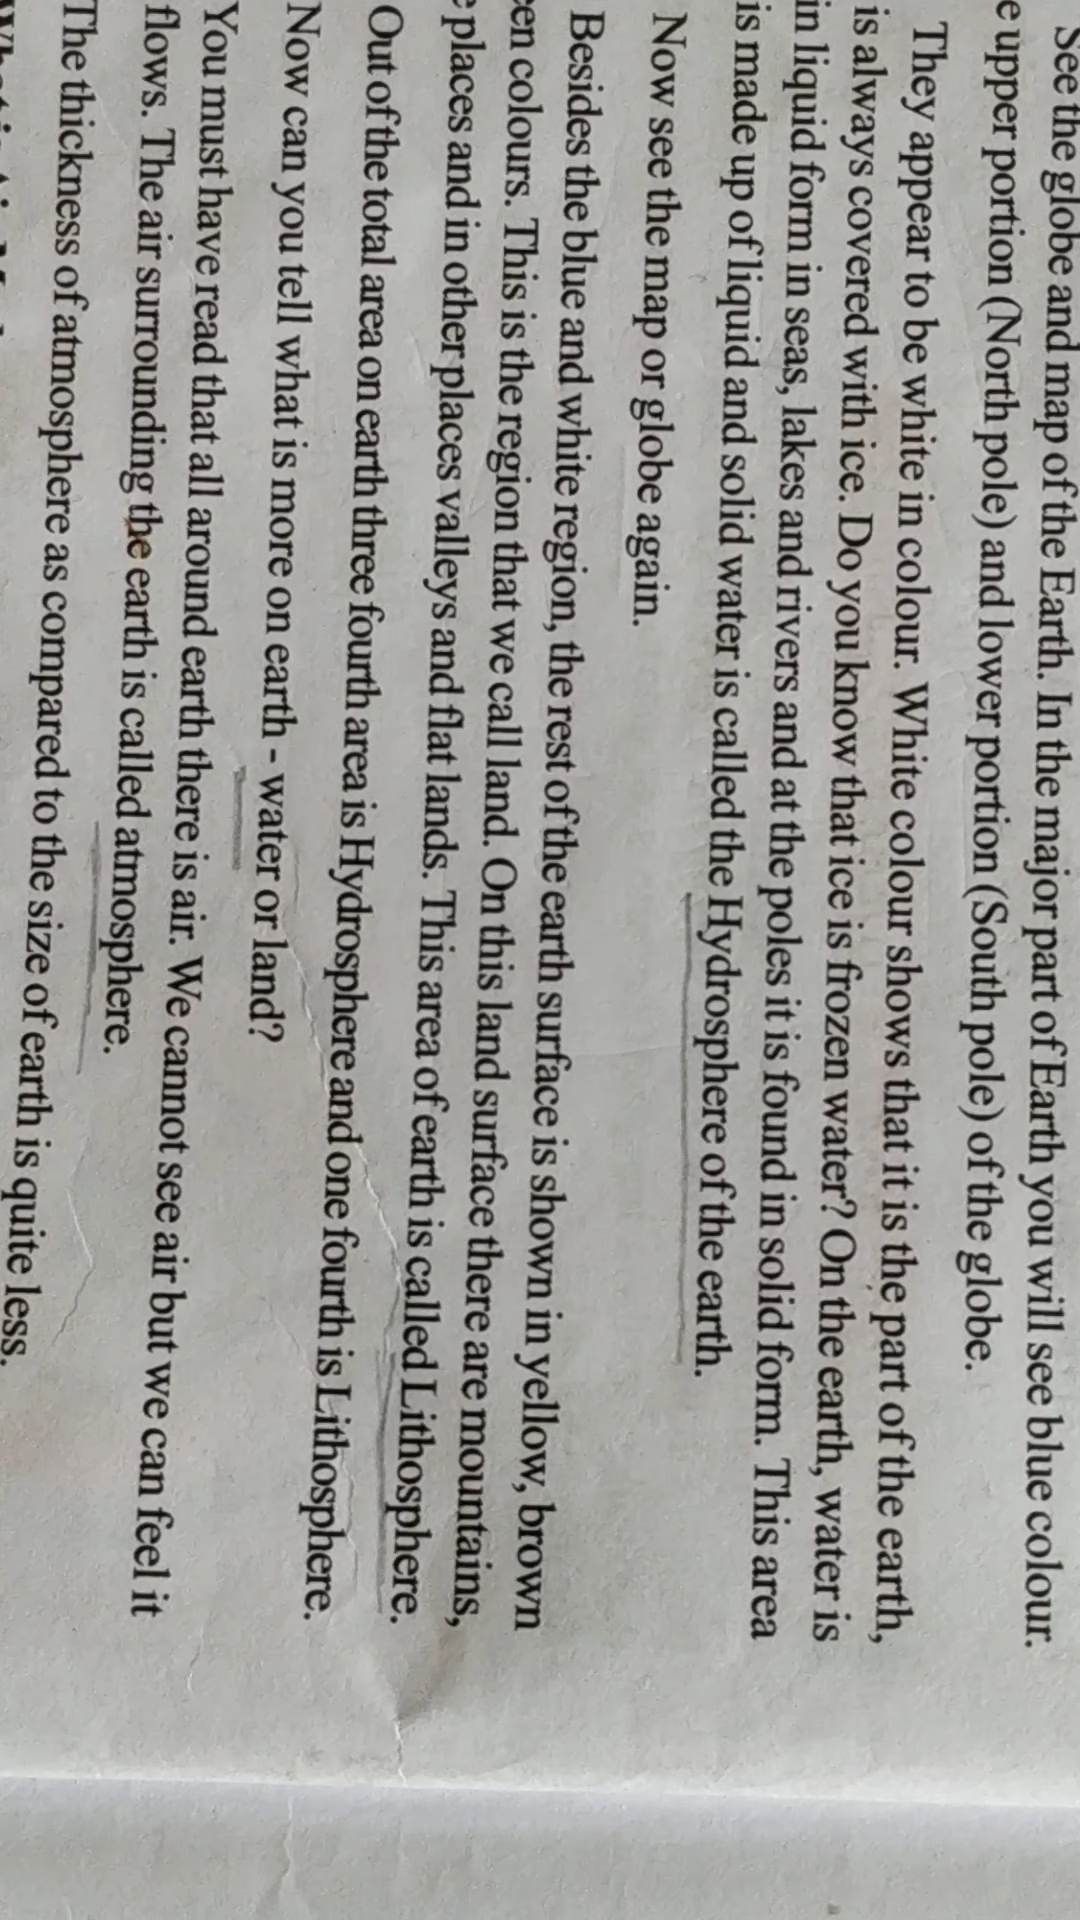 See the globe and map of the Earth. In the major part of Earth you will see blue colour.
upper portion (North pole) and lower portion (South pole) of the globe.
They appear to be white in colour. White colour shows that it is the part of the earth,
is always covered with ice. Do you know that ice is frozen water? On the earth, water is
in liquid form in seas, lakes and rivers and at the poles it is found in solid form. This area
is made up of liquid and solid water is called the Hydrosphere of the earth.
Now see the map or globe again.
Besides the blue and white region, the rest of the earth surface is shown in yellow, brown
colours. This is the region that we call land. On this land surface there are mountains,
places and in other places valleys and flat lands. This area of earth is called Lithosphere.
Out of the total area on earth three fourth area is Hydrosphere and one fourth is Lithosphere.
Now can you tell what is more on earth - water or land?
You must have read that all around earth there is air. We cannot see air but we can feel it
flows. The air surrounding the earth is called atmosphere.
The thickness of atmosphere as compared to the size of earth is quite less.